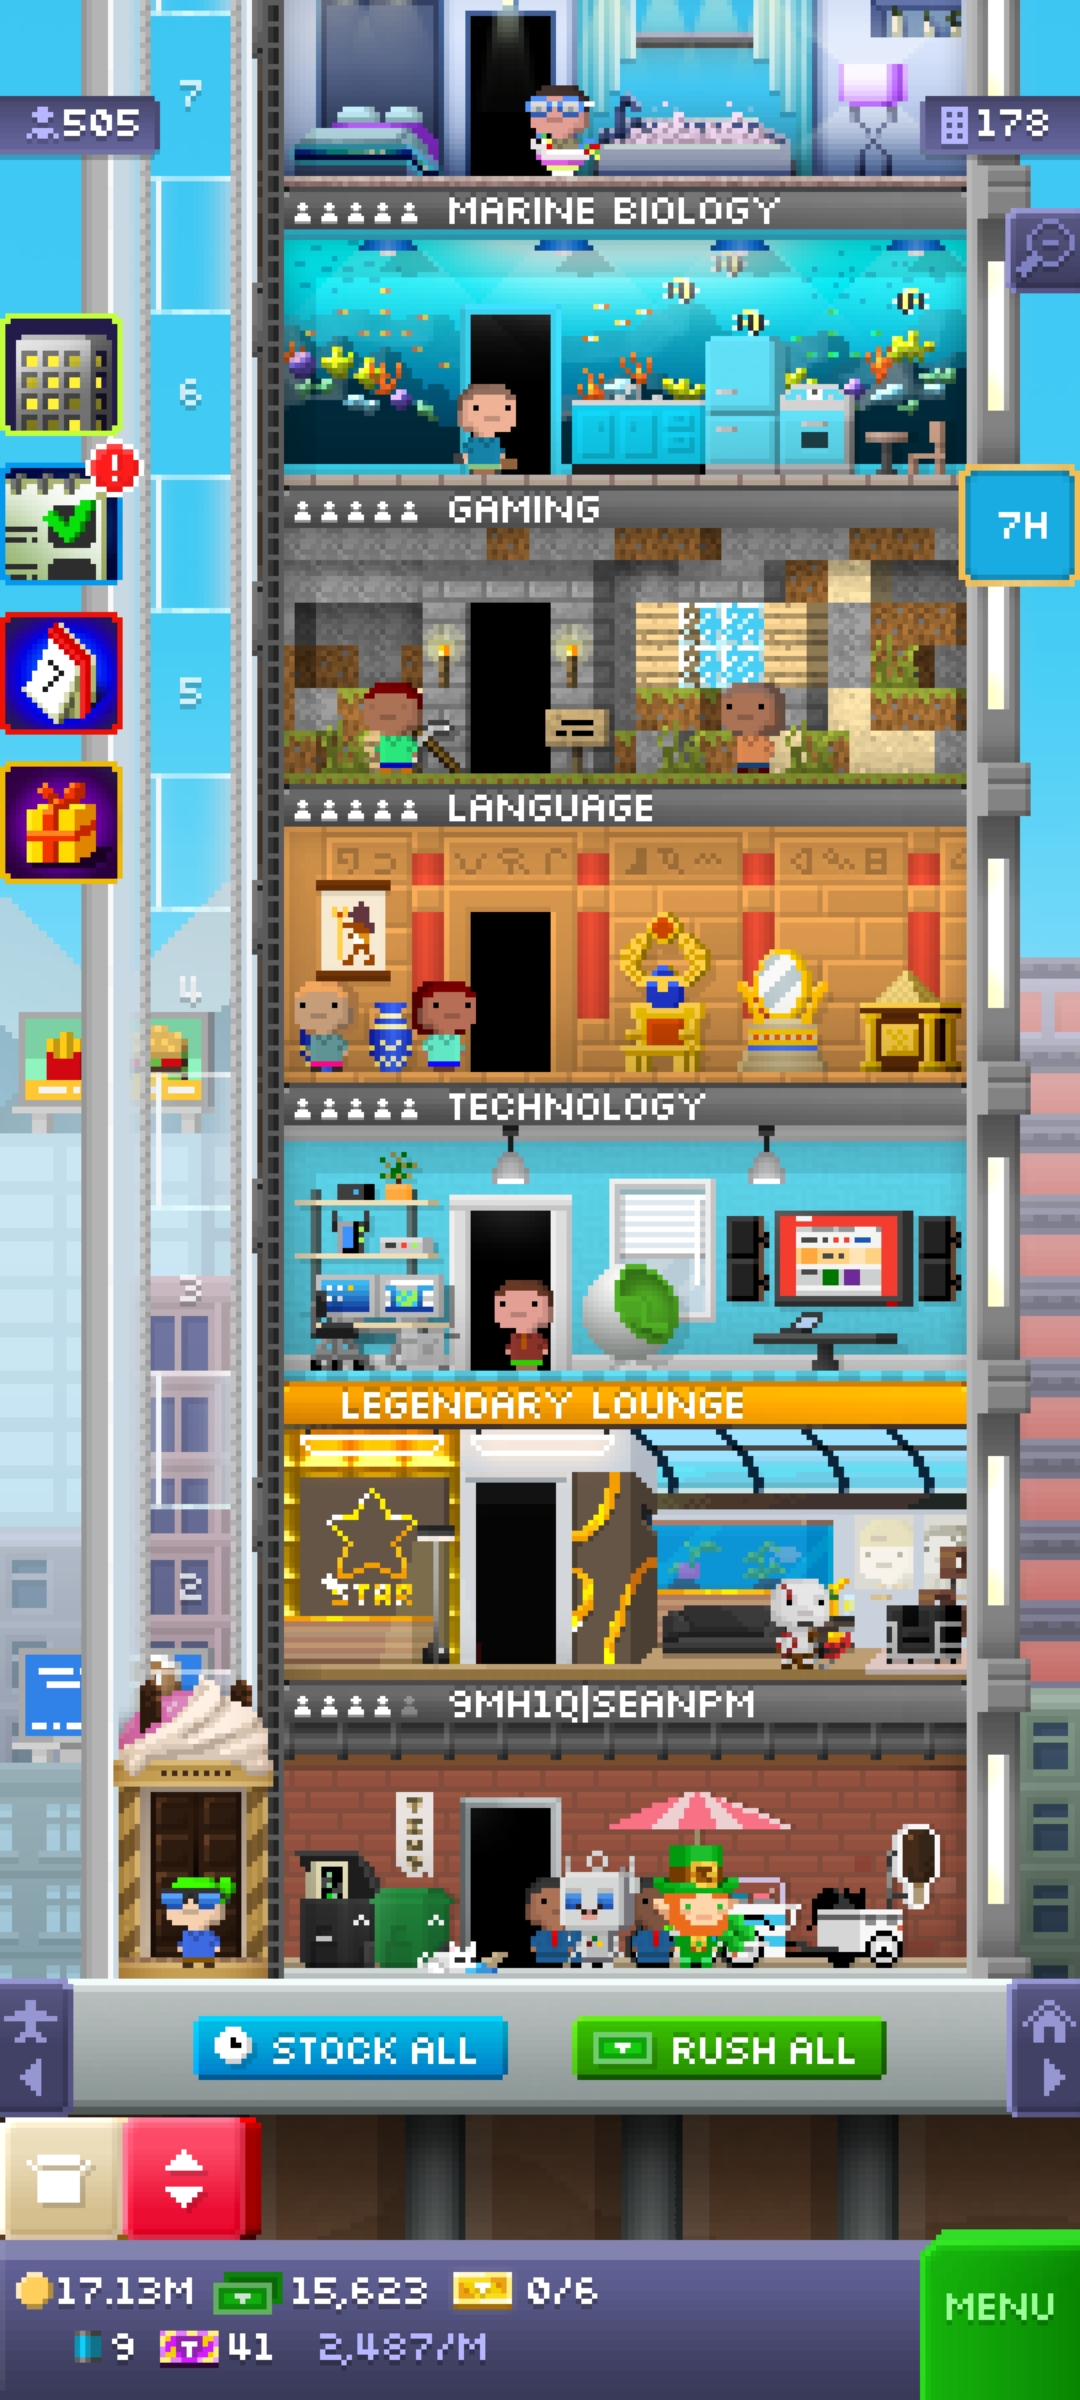 7
505
178
MARINE BIOLOGY
6
GAMING
7H
5
LANGUAGE
4
TECHNOLOGY
3
LEGENDARY LOUNGE
STAR
2
9MH1Q|SEANPM
STOCK ALL
RUSH ALL
17.13M 15,623 0/6
9 41 2,487/M
MENU